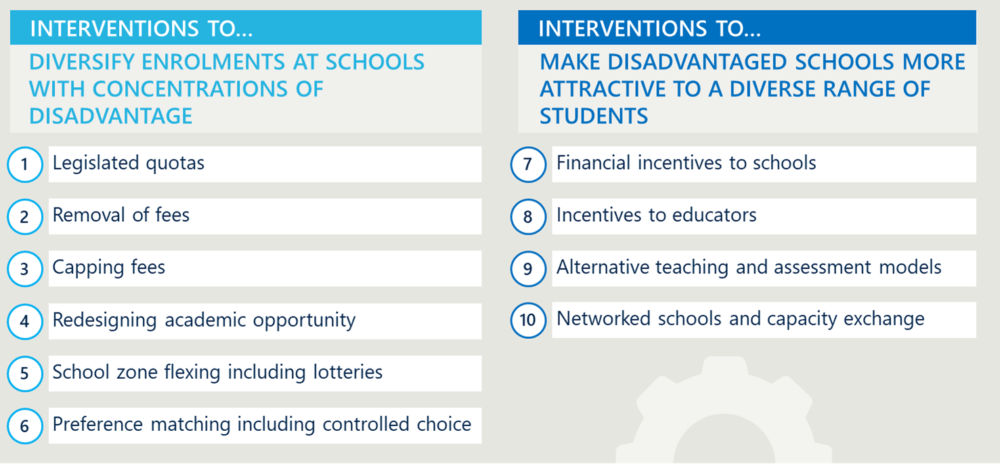 INTERVENTIONS TO...
DIVERSIFY ENROLMENTS AT SCHOOLS
WITH CONCENTRATIONS OF
DISADVANTAGE
1 Legislated quotas
2 Removal of fees
3 Capping fees
4 Redesigning academic opportunity
5 School zone flexing including lotteries
6 Preference matching including controlled choice
INTERVENTIONS TO...
MAKE DISADVANTAGED SCHOOLS MORE
ATTRACTIVE TO A DIVERSE RANGE OF
STUDENTS
7 Financial incentives to schools
8 Incentives to educators
9 Alternative teaching and assessment models
10 Networked schools and capacity exchange